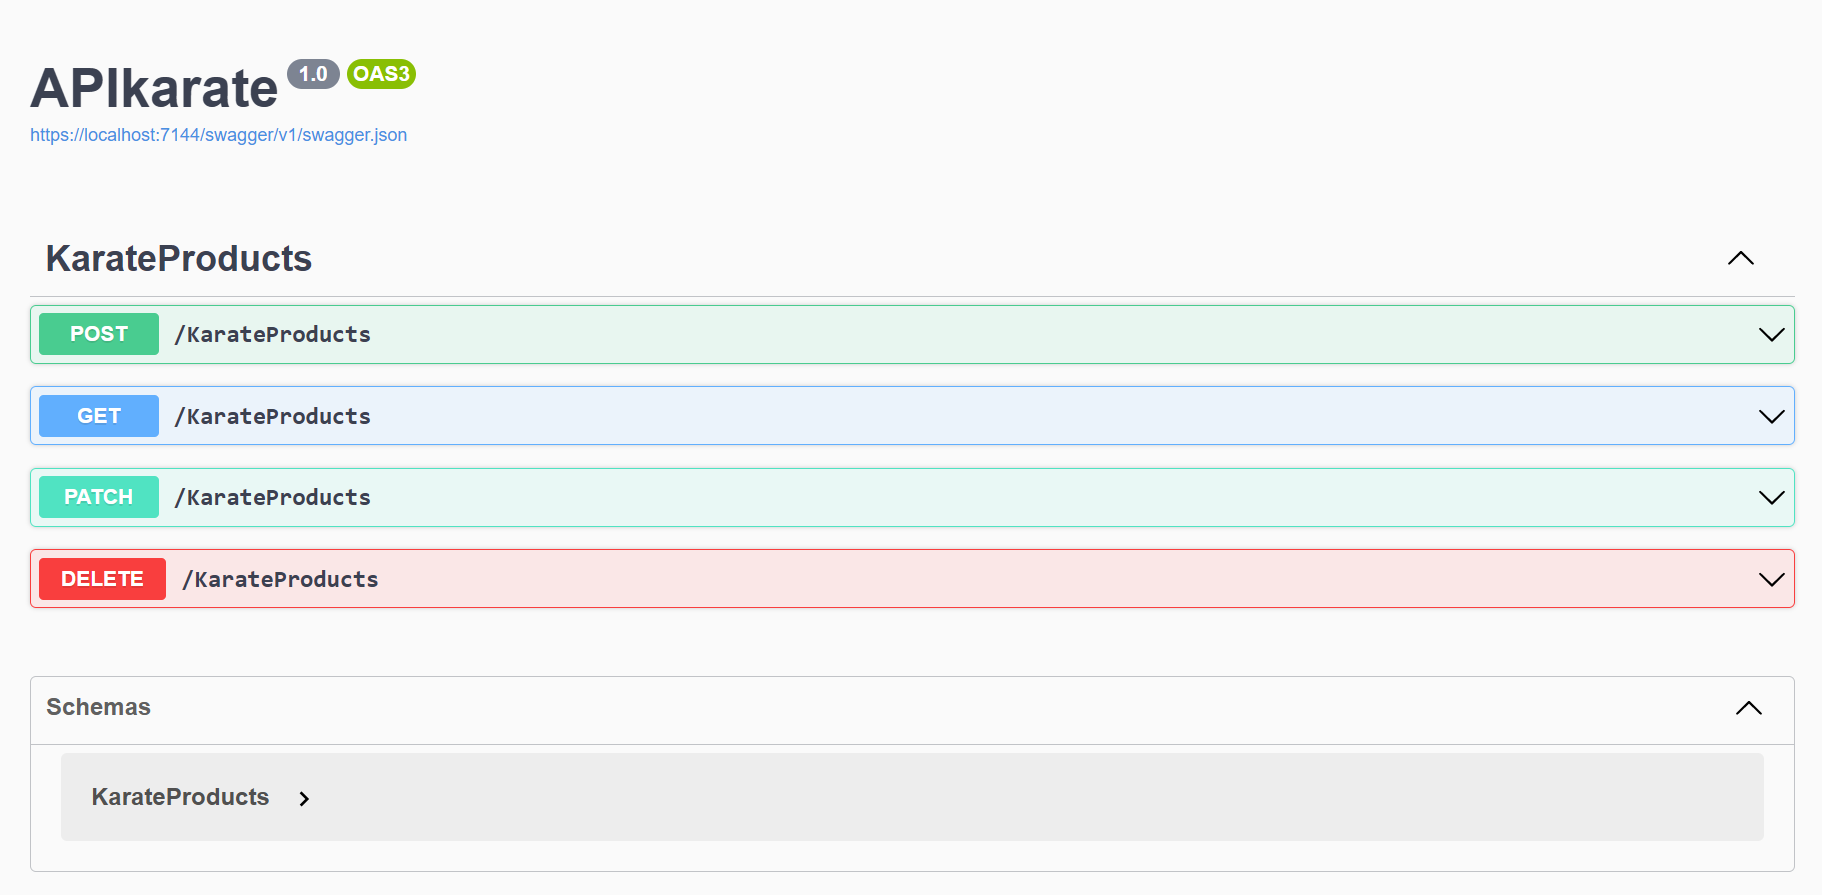 APIkarate 1.0 OAS3
https://localhost:7144/swagger/v1/swagger.json
KarateProducts
POST /KarateProducts
GET /KarateProducts
PATCH /KarateProducts
DELETE /KarateProducts
Schemas
KarateProducts